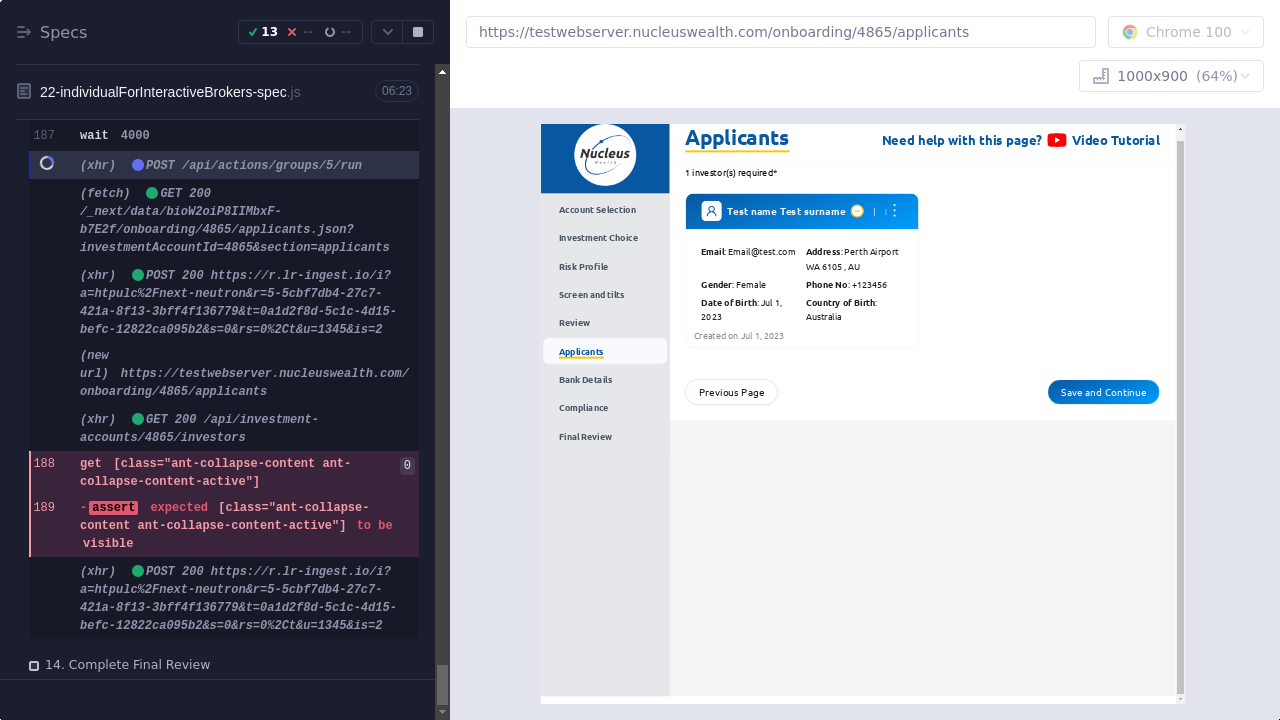 Specs
13
--
--
22-individualForInteractiveBrokers-spec.js
06:23
187 wait 4000
(xhr) POST /api/actions/groups/5/run
(fetch) GET 200
/_next/data/bioW2oiP8IIMbxF-
b7E2f/onboarding/4865/applicants.json?
investmentAccountId=4865&section=applicants
(xhr) POST 200 https://r.lr-ingest.io/i?
a=htpulc%2Fnext-neutron&r=5-5cbf7db4-27c7-
421a-8f13-3bff4f136779&t=0a1d2f8d-5c1c-4d15-
befc-12822ca095b2&s=0&rs=0%2Ct&u=1345&is=2
(new
url) https://testwebserver.nucleuswealth.com/
onboarding/4865/applicants
(xhr) GET 200 /api/investment-
accounts/4865/investors
188 get [class="ant-collapse-content ant-
collapse-content-active"]
0
189 -assert expected [class="ant-collapse-
content ant-collapse-content-active"] to be
visible
(xhr) POST 200 https://r.lr-ingest.io/i?
a=htpulc%2Fnext-neutron&r=5-5cbf7db4-27c7-
421a-8f13-3bff4f136779&t=0a1d2f8d-5c1c-4d15-
befc-12822ca095b2&s=0&rs=0%2Ct&u=1345&is=2
14. Complete Final Review
https://testwebserver.nucleuswealth.com/onboarding/4865/applicants
Chrome 100
1000x900 (64%)
Nucleus
Wealth
Account Selection
Investment Choice
Risk Profile
Screen and tilts
Review
Applicants
Bank Details
Compliance
Final Review
Applicants
Need help with this page? Video Tutorial
1 investor(s) required*
Test name Test surname
Email: Email@test.com
Address: Perth Airport
WA 6105 , AU
Gender: Female
Phone No: +123456
Date of Birth: Jul 1,
2023
Country of Birth:
Australia
Created on Jul 1, 2023
Previous Page
Save and Continue